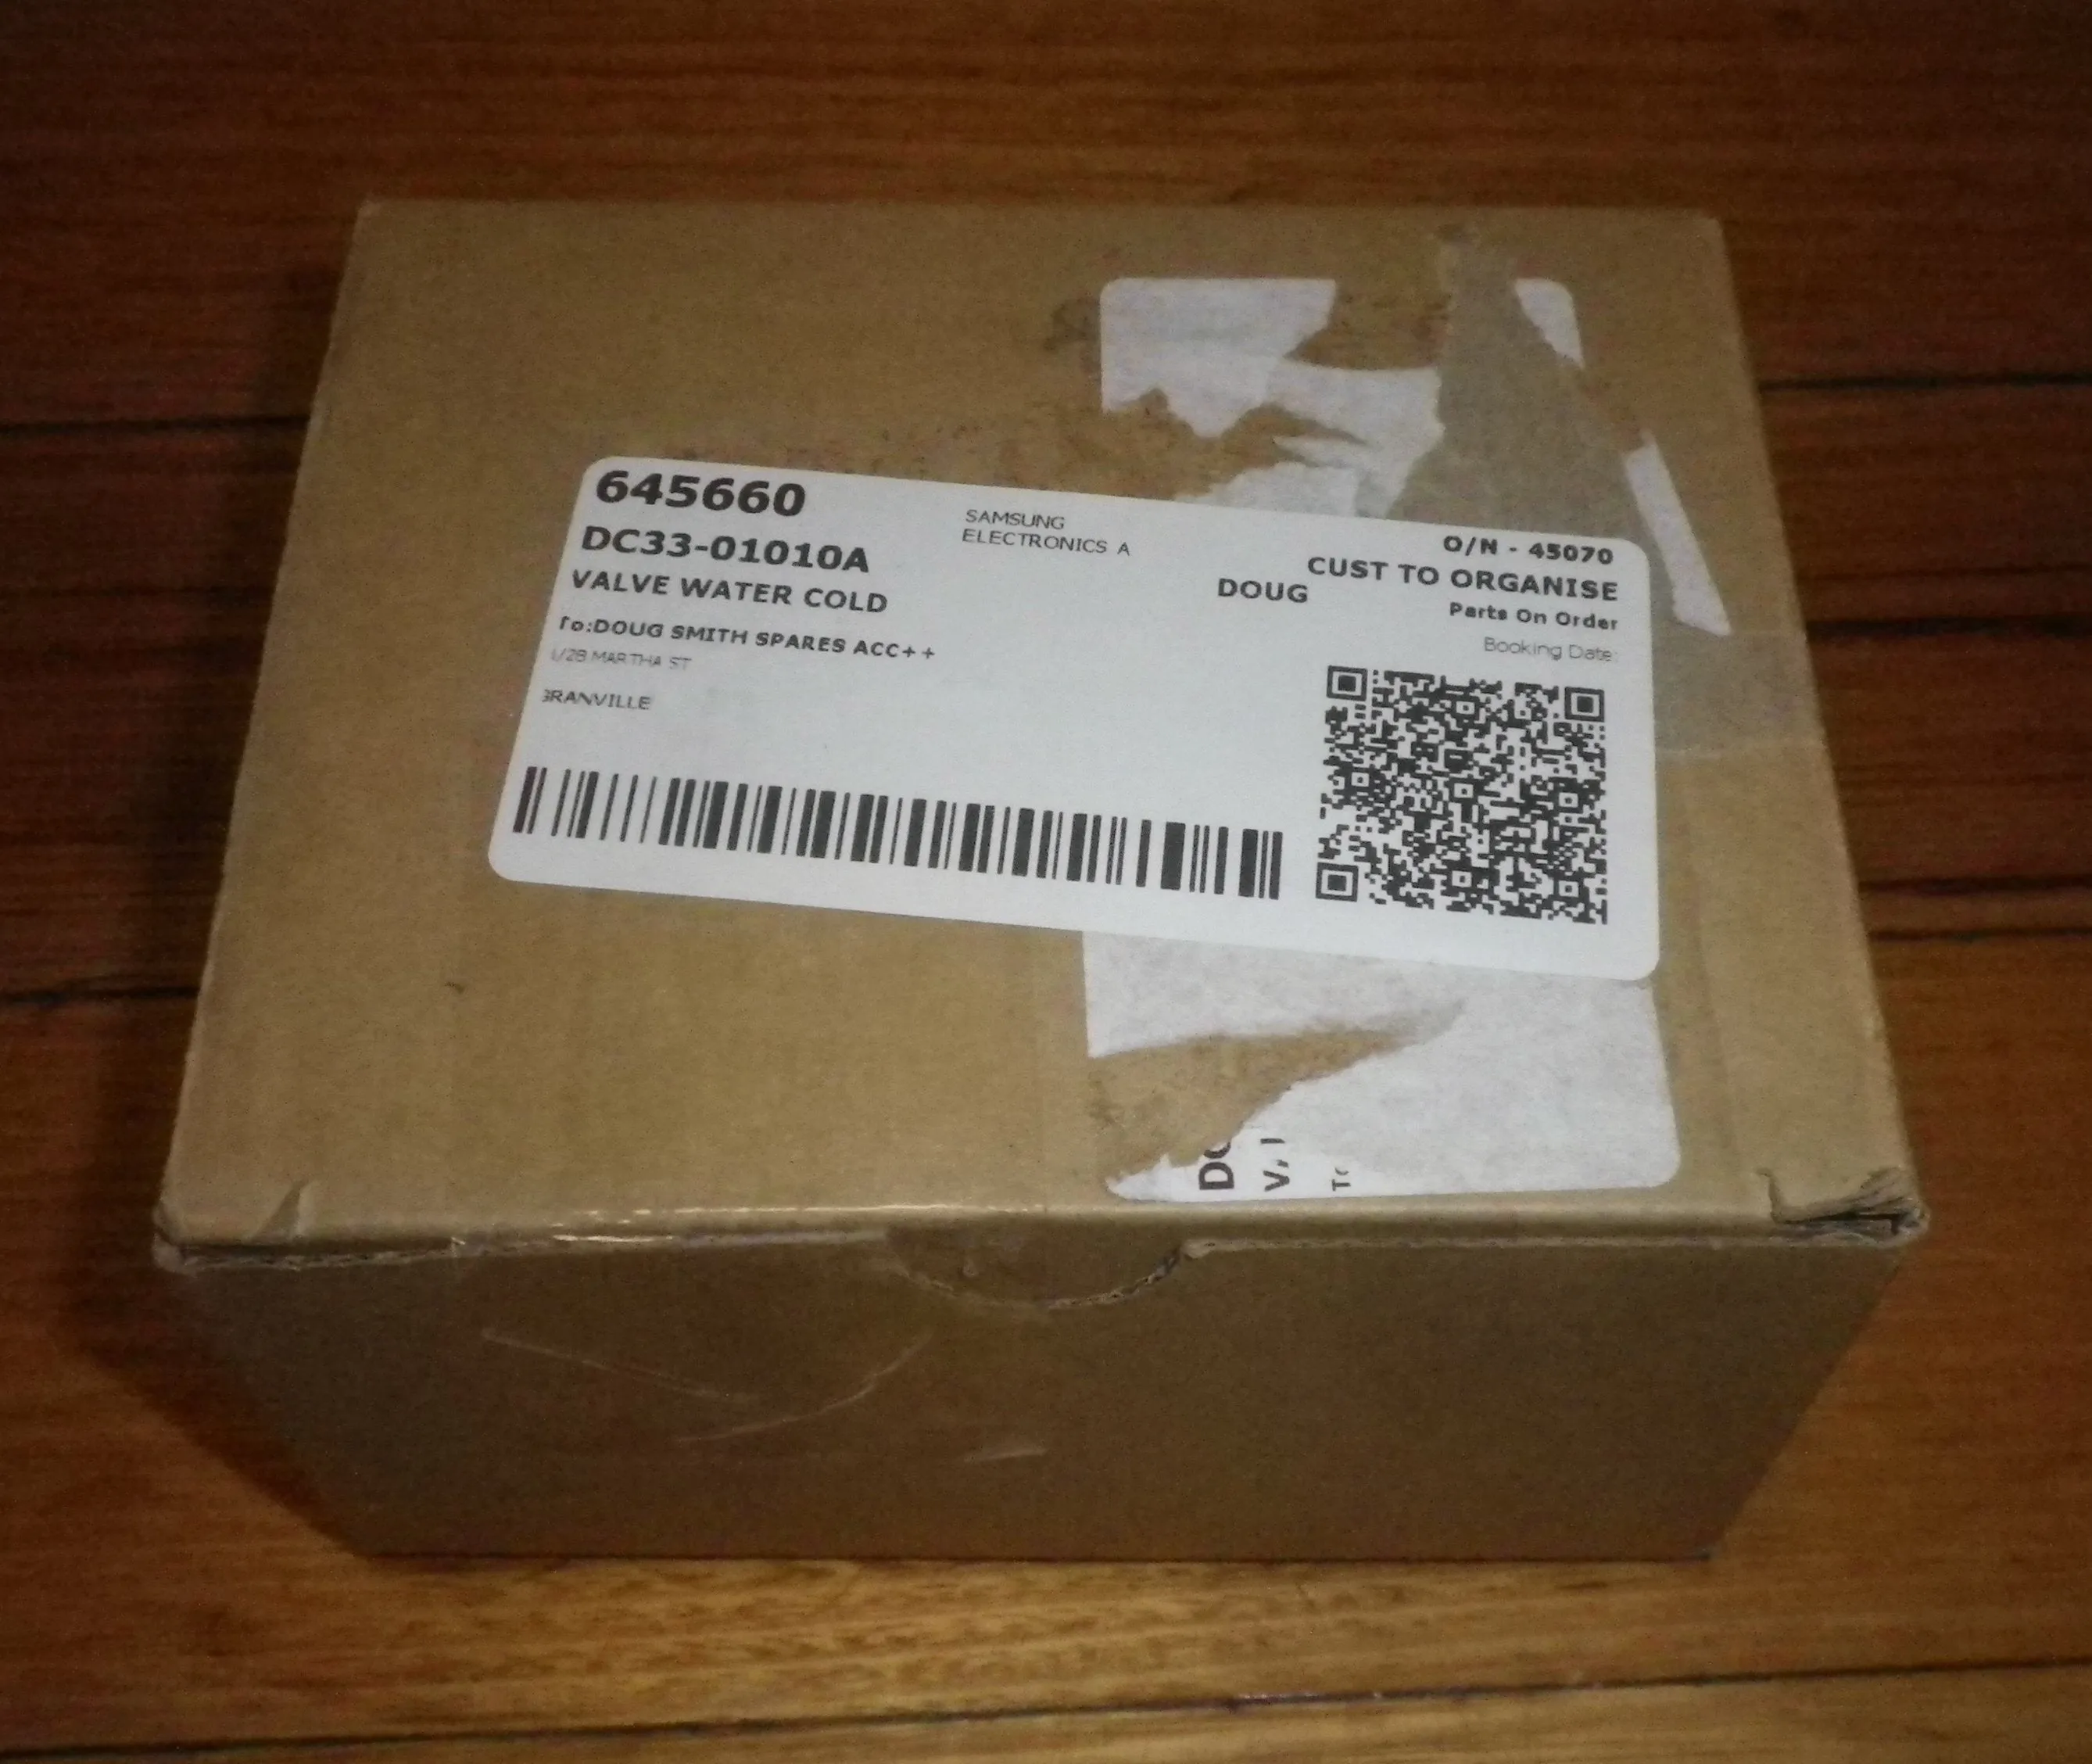 645660
DC33-01010A
VALVE WATER COLD
To:DOUG SMITH SPARES ACC++
1/2B MARTHA ST
GRANVILLE
SAMSUNG
ELECTRONICS A
O/N - 45070
CUST TO ORGANISE
DOUG
Parts On Order
Booking Date: